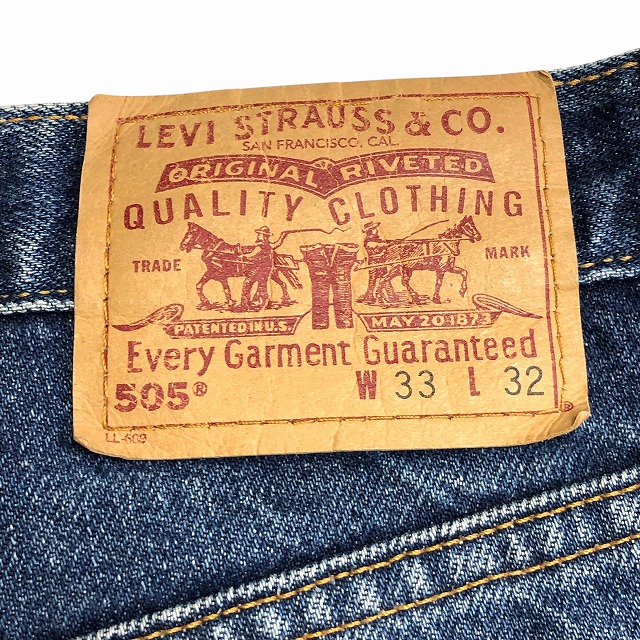 LEVI STRAUSS & CO.
SAN FRANCISCO, CAL.
ORIGINAL RIVETED
QUALITY CLOTHING
TRADE MARK
PATENTED IN U.S. MAY 20 1873
Every Garment Guaranteed
505® W 33 L 32
®